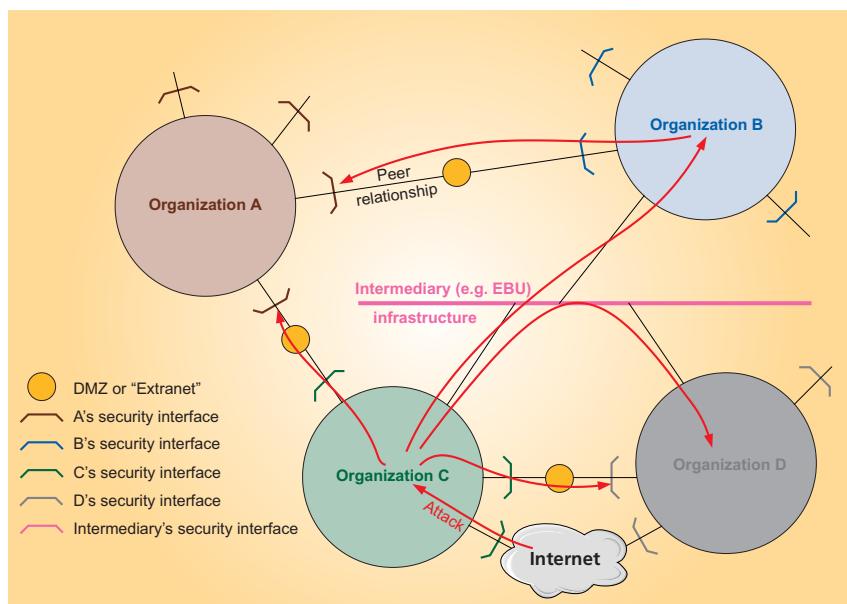 Organization B
Organization A
Peer
relationship
Intermediary (e.g. EBU)
infrastructure
DMZ or “Extranet”
A's security interface
B's security interface
C's security interface
D's security interface
Intermediary's security interface
Organization C
Organization D
Attack
Internet